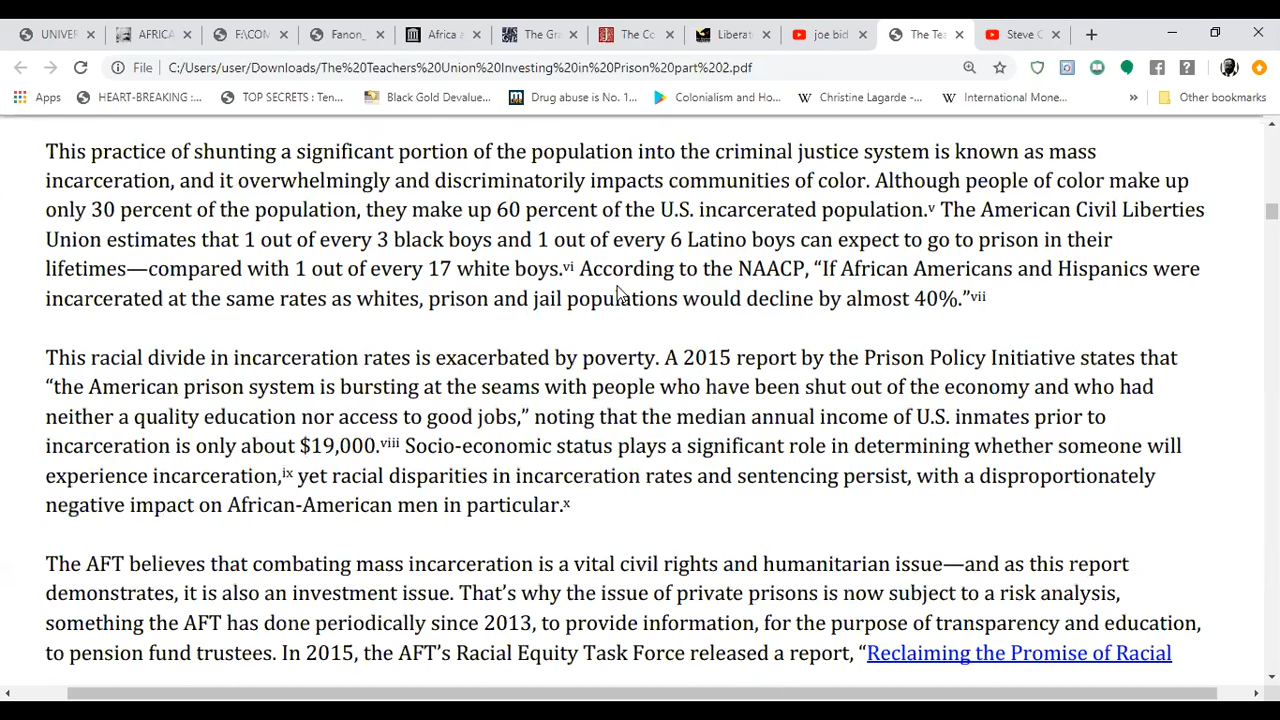 UNIVER
AFRICA
F:\COM
Fanon_
Africa a
The Gra
The Co
Liberat
joe bid
The Tea
Steve C
File
C:/Users/user/Downloads/The%20Teachers%20Union%20Investing%20in%20Prison%20part%202.pdf
Apps
HEART-BREAKING :...
TOP SECRETS : Ten...
Black Gold Devalue...
Drug abuse is No. 1...
Colonialism and Ho...
Christine Lagarde -...
International Mone...
»
Other bookmarks
This practice of shunting a significant portion of the population into the criminal justice system is known as mass
incarceration, and it overwhelmingly and discriminatorily impacts communities of color. Although people of color make up
only 30 percent of the population, they make up 60 percent of the U.S. incarcerated population.ᵛ The American Civil Liberties
Union estimates that 1 out of every 3 black boys and 1 out of every 6 Latino boys can expect to go to prison in their
lifetimes—compared with 1 out of every 17 white boys.ᵛⁱ According to the NAACP, “If African Americans and Hispanics were
incarcerated at the same rates as whites, prison and jail populations would decline by almost 40%.”ᵛⁱⁱ
This racial divide in incarceration rates is exacerbated by poverty. A 2015 report by the Prison Policy Initiative states that
“the American prison system is bursting at the seams with people who have been shut out of the economy and who had
neither a quality education nor access to good jobs,” noting that the median annual income of U.S. inmates prior to
incarceration is only about $19,000.ᵛⁱⁱⁱ Socio-economic status plays a significant role in determining whether someone will
experience incarceration,ⁱˣ yet racial disparities in incarceration rates and sentencing persist, with a disproportionately
negative impact on African-American men in particular.ˣ
The AFT believes that combating mass incarceration is a vital civil rights and humanitarian issue—and as this report
demonstrates, it is also an investment issue. That’s why the issue of private prisons is now subject to a risk analysis,
something the AFT has done periodically since 2013, to provide information, for the purpose of transparency and education,
to pension fund trustees. In 2015, the AFT’s Racial Equity Task Force released a report, “Reclaiming the Promise of Racial